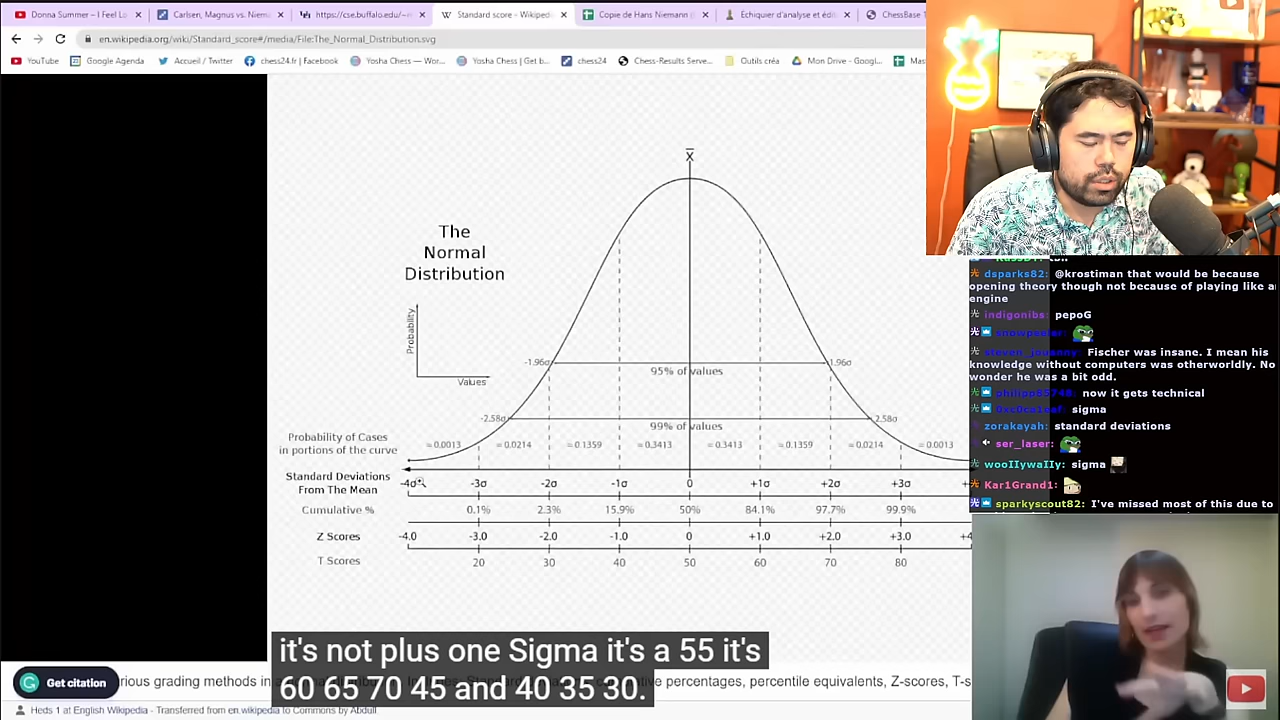 Donna Summer – I Feel Lo
Carlsen, Magnus vs. Niema
https://cse.buffalo.edu/~
Standard score - Wikiped
Copie de Hans Niemann (
Echiquier d'analyse et édi
ChessBase 1
en.wikipedia.org/wiki/Standard_score#/media/File:The_Normal_Distribution.svg
YouTube
Google Agenda
Accueil / Twitter
chess24.fr | Facebook
Yosha Chess — Wor...
Yosha Chess | Get b...
chess24
Chess-Results Serve...
Outils créa
Mon Drive - Googl...
X
The
Normal
Distribution
Probability
Values
-1.96σ
1.96σ
95% of values
-2.58σ
2.58σ
99% of values
Probability of Cases
in portions of the curve
≈0.0013 ≈0.0214 ≈0.1359 ≈0.3413 ≈0.3413 ≈0.1359 ≈0.0214 ≈0.0013
Standard Deviations
From The Mean
-4σ -3σ -2σ -1σ 0 +1σ +2σ +3σ
Cumulative % 0.1% 2.3% 15.9% 50% 84.1% 97.7% 99.9%
Z Scores -4.0 -3.0 -2.0 -1.0 0 +1.0 +2.0 +3.0
T Scores 20 30 40 50 60 70 80
dsparks82: @krostiman that would be because
opening theory though not because of playing like a
engine
indigonibs: pepoG
Fischer was insane. I mean his
knowledge without computers was otherworldly. No
wonder he was a bit odd.
now it gets technical
sigma
zorakayah: standard deviations
ser_laser:
wooIIywaIIy: sigma
Kar1Grand1:
sparkyscout82: I've missed most of this due to
it's not plus one Sigma it's a 55 it's
60 65 70 45 and 40 35 30.
Get citation
rious grading methods in
percentages, percentile equivalents, Z-scores, T-s
Heds 1 at English Wikipedia - Transferred from en.wikipedia to Commons by Abdull